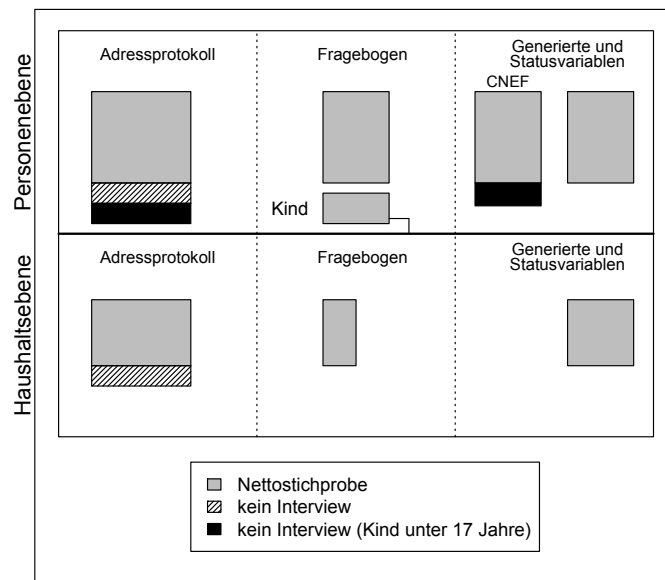 Personenebene
Adressprotokoll
Fragebogen
Generierte und
Statusvariablen
CNEF
Kind
Haushaltsebene
Adressprotokoll
Fragebogen
Generierte und
Statusvariablen
Nettostichprobe
kein Interview
kein Interview (Kind unter 17 Jahre)